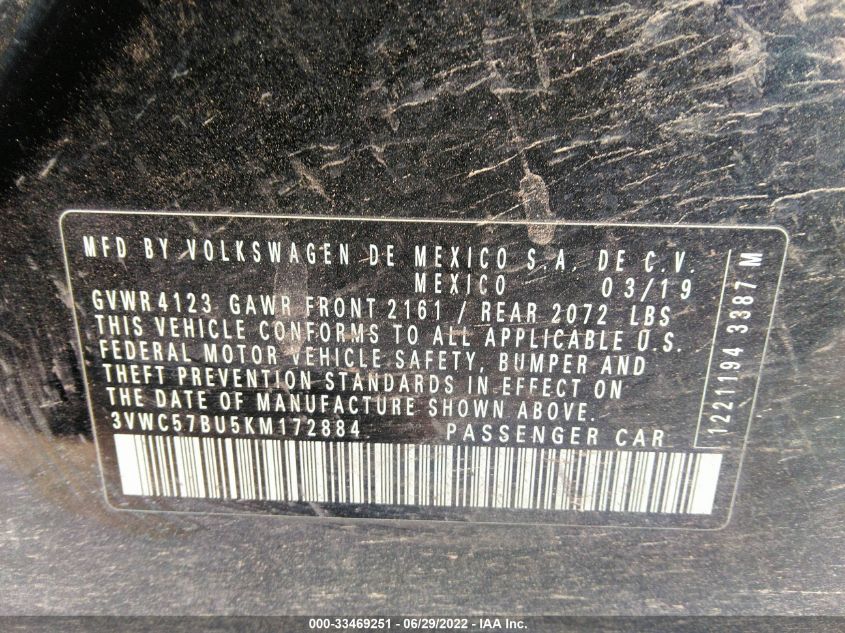 MFD BY VOLKSWAGEN DE MEXICO S.A. DE C.V.
MEXICO 03/19
GVWR 4123 GAWR FRONT 2161 / REAR 2072 LBS
THIS VEHICLE CONFORMS TO ALL APPLICABLE U.S.
FEDERAL MOTOR VEHICLE SAFETY, BUMPER AND
THEFT PREVENTION STANDARDS IN EFFECT ON
THE DATE OF MANUFACTURE SHOWN ABOVE.
3VWC57BU5KM172884 PASSENGER CAR
1221194 3387 M
000-33469251 - 06/29/2022 - IAA Inc.